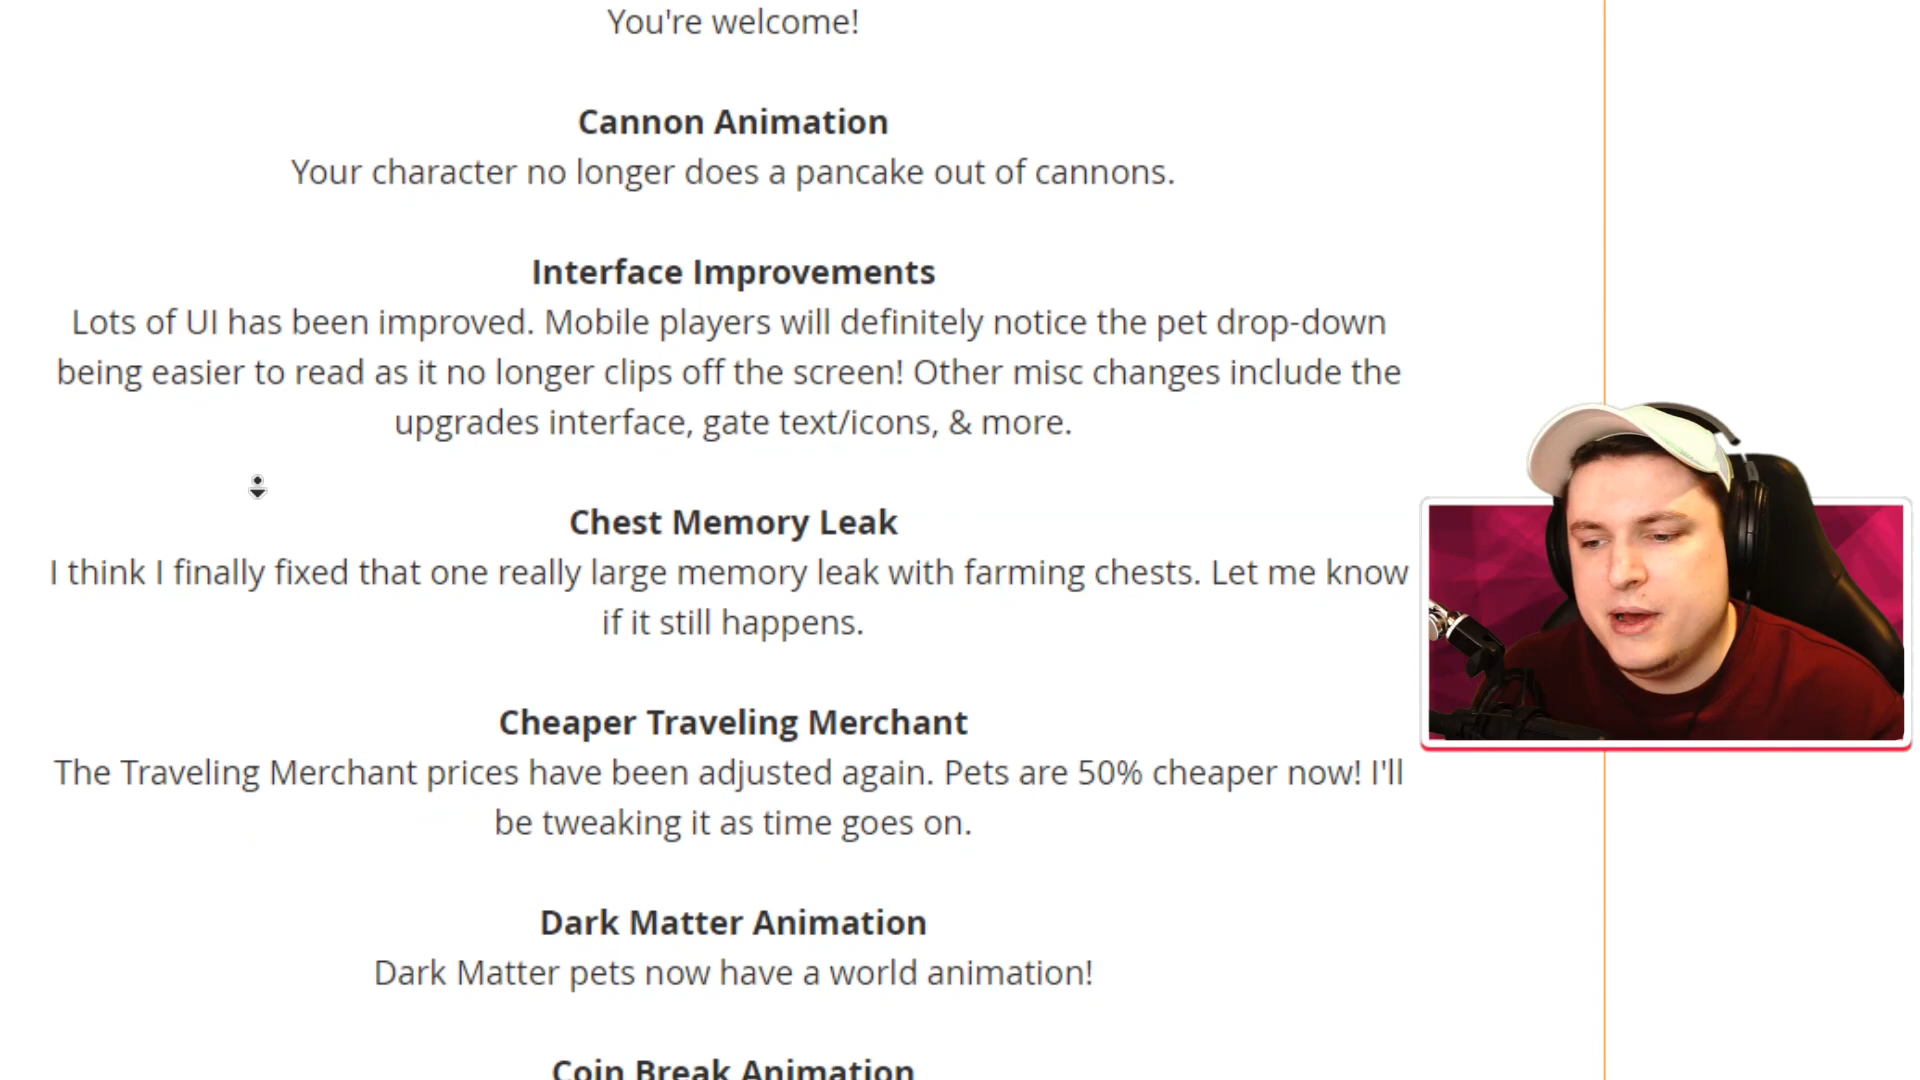 You're welcome!
Cannon Animation
Your character no longer does a pancake out of cannons.
Interface Improvements
Lots of UI has been improved. Mobile players will definitely notice the pet drop-down
being easier to read as it no longer clips off the screen! Other misc changes include the
upgrades interface, gate text/icons, & more.
Chest Memory Leak
I think I finally fixed that one really large memory leak with farming chests. Let me know
if it still happens.
Cheaper Traveling Merchant
The Traveling Merchant prices have been adjusted again. Pets are 50% cheaper now! I'll
be tweaking it as time goes on.
Dark Matter Animation
Dark Matter pets now have a world animation!
Coin Break Animation